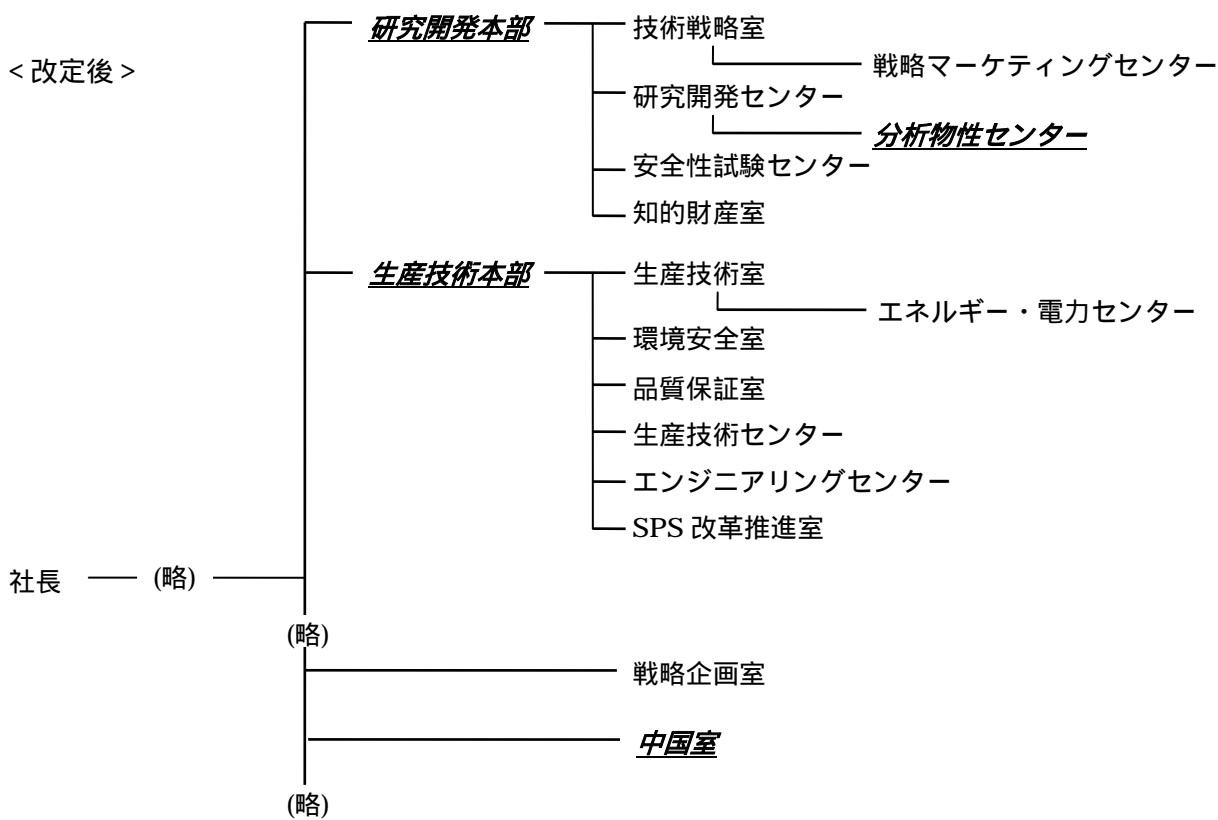 研究開発本部 技術戦略室
<改定後> 戦略マーケティングセンター
研究開発センター
分析物性センター
安全性試験センター
知的財産室
生産技術本部 生産技術室
エネルギー・電力センター
環境安全室
品質保証室
生産技術センター
エンジニアリングセンター
SPS 改革推進室
社長 (略)
(略)
戦略企画室
中国室
(略)